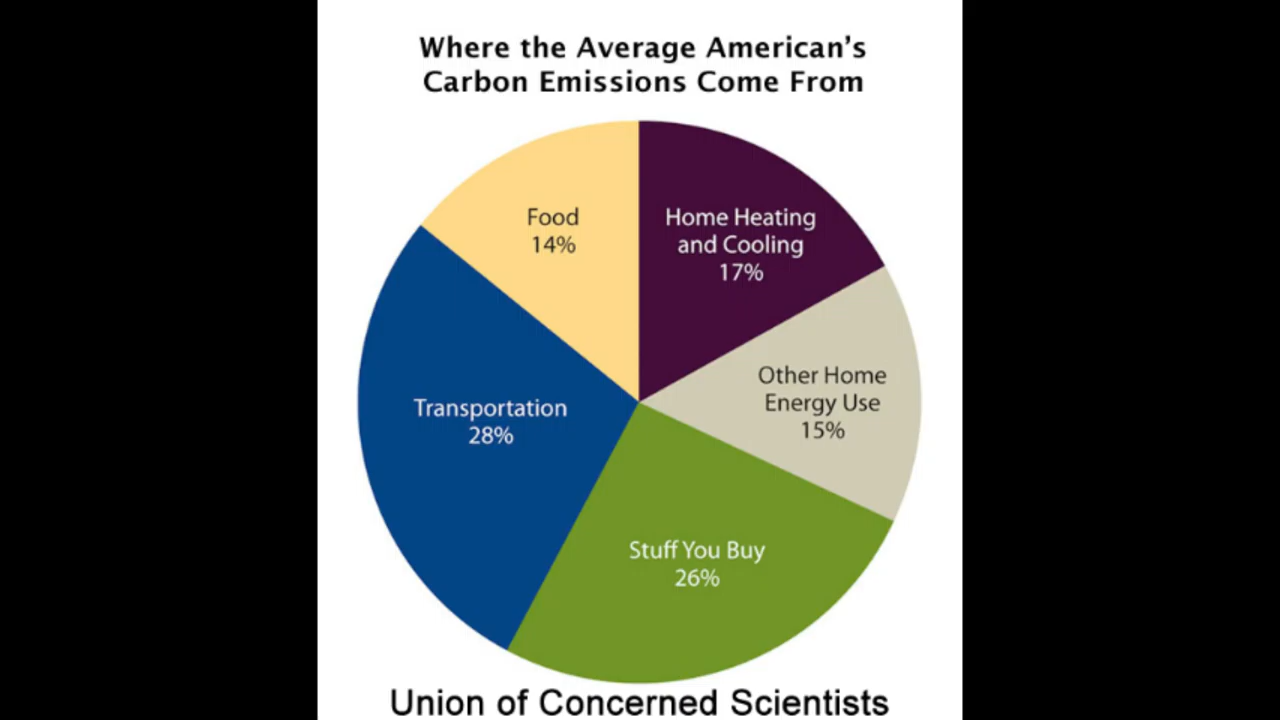 Where the Average American's
Carbon Emissions Come From
Food
14%
Home Heating
and Cooling
17%
Other Home
Energy Use
15%
Transportation
28%
Stuff You Buy
26%
Union of Concerned Scientists